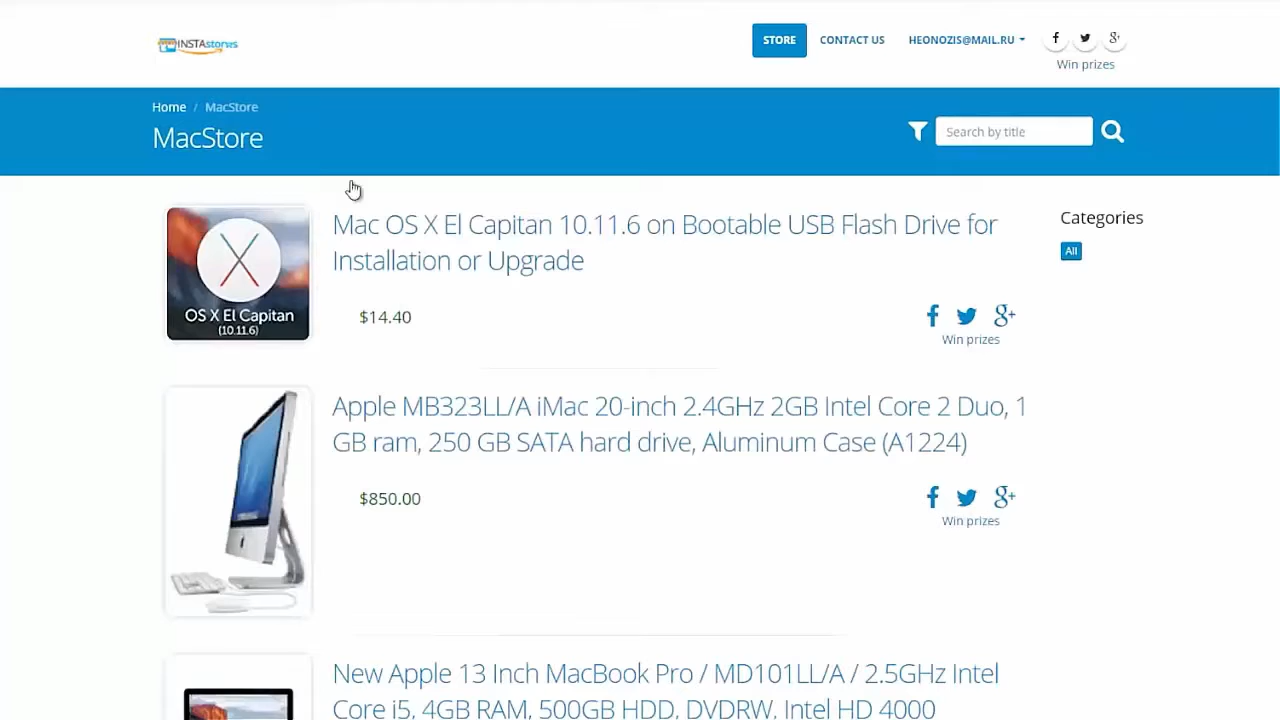 INSTAstores
STORE
CONTACT US
HEONOZIS@MAIL.RU
Win prizes
Home / MacStore
MacStore
Search by title
OS X El Capitan
(10.11.6)
Mac OS X El Capitan 10.11.6 on Bootable USB Flash Drive for
Installation or Upgrade
$14.40
Win prizes
Categories
All
Apple MB323LL/A iMac 20-inch 2.4GHz 2GB Intel Core 2 Duo, 1
GB ram, 250 GB SATA hard drive, Aluminum Case (A1224)
$850.00
Win prizes
New Apple 13 Inch MacBook Pro / MD101LL/A / 2.5GHz Intel
Core i5, 4GB RAM, 500GB HDD, DVDRW, Intel HD 4000